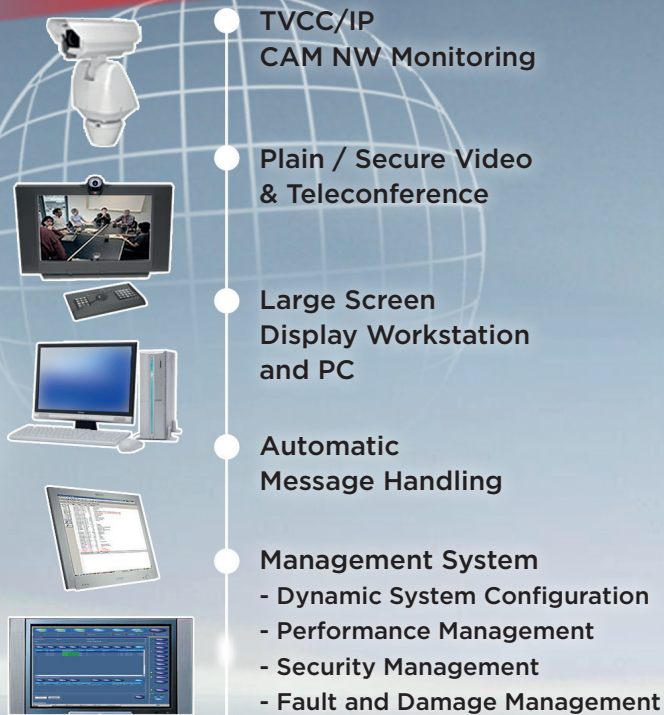 TVCC/IP
CAM NW Monitoring
Plain / Secure Video
& Teleconference
Large Screen
Display Workstation
and PC
Automatic
Message Handling
Management System
- Dynamic System Configuration
- Performance Management
- Security Management
- Fault and Damage Management